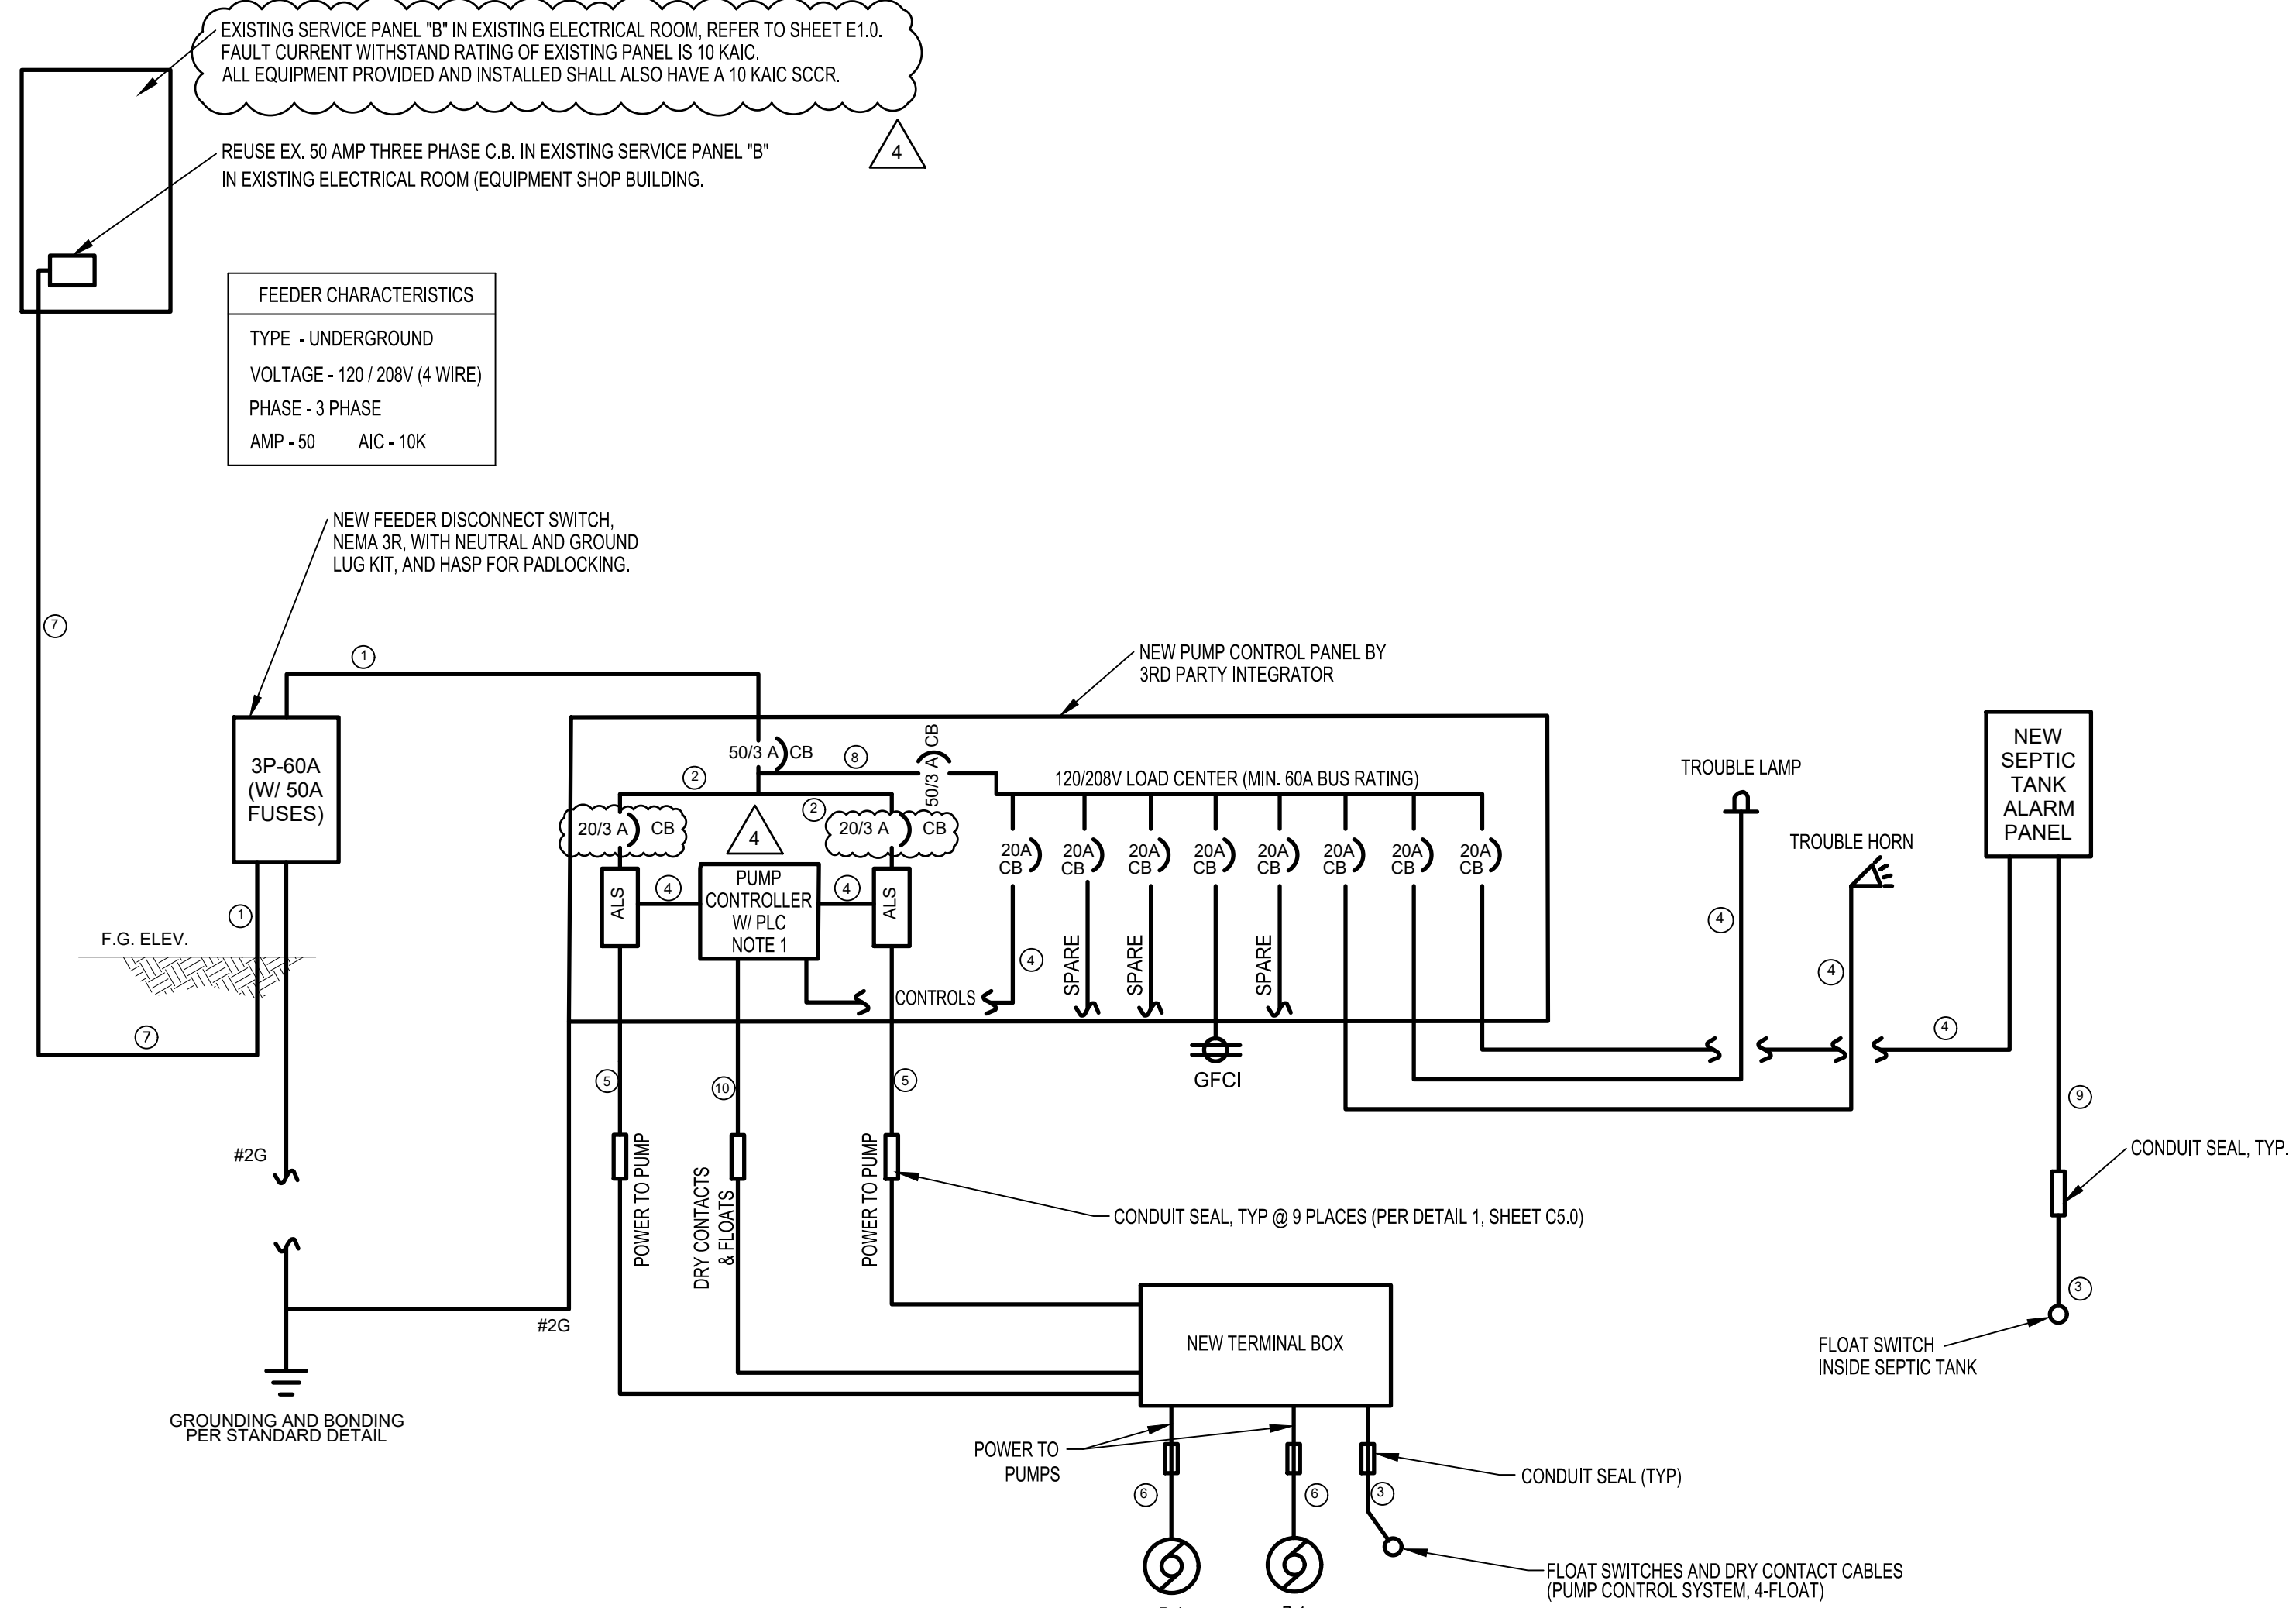 EXISTING SERVICE PANEL "B" IN EXISTING ELECTRICAL ROOM, REFER TO SHEET E1.0.
FAULT CURRENT WITHSTAND RATING OF EXISTING PANEL IS 10 KAIC.
ALL EQUIPMENT PROVIDED AND INSTALLED SHALL ALSO HAVE A 10 KAIC SCCR.
4
REUSE EX. 50 AMP THREE PHASE C.B. IN EXISTING SERVICE PANEL "B"
IN EXISTING ELECTRICAL ROOM (EQUIPMENT SHOP BUILDING.
FEEDER CHARACTERISTICS
TYPE - UNDERGROUND
VOLTAGE - 120 / 208V (4 WIRE)
PHASE - 3 PHASE
AMP - 50 AIC - 10K
NEW FEEDER DISCONNECT SWITCH,
NEMA 3R, WITH NEUTRAL AND GROUND
LUG KIT, AND HASP FOR PADLOCKING.
7
1
NEW PUMP CONTROL PANEL BY
3RD PARTY INTEGRATOR
3P-60A
(W/ 50A
FUSES)
1
F.G. ELEV.
7
#2G
#2G
GROUNDING AND BONDING
PER STANDARD DETAIL
50/3 A CB
8
50/3 A CB
2
2
20/3 A CB
4
20/3 A CB
ALS
4
PUMP
CONTROLLER
W/ PLC
NOTE 1
4
ALS
CONTROLS
120/208V LOAD CENTER (MIN. 60A BUS RATING)
20A
CB
20A
CB
20A
CB
20A
CB
20A
CB
20A
CB
20A
CB
20A
CB
4
SPARE
SPARE
SPARE
GFCI
TROUBLE LAMP
4
TROUBLE HORN
4
4
NEW
SEPTIC
TANK
ALARM
PANEL
9
CONDUIT SEAL, TYP.
3
FLOAT SWITCH
INSIDE SEPTIC TANK
5
10
5
POWER TO PUMP
DRY CONTACTS
& FLOATS
POWER TO PUMP
CONDUIT SEAL, TYP @ 9 PLACES (PER DETAIL 1, SHEET C5.0)
NEW TERMINAL BOX
POWER TO
PUMPS
CONDUIT SEAL (TYP)
6
6
3
FLOAT SWITCHES AND DRY CONTACT CABLES
(PUMP CONTROL SYSTEM, 4-FLOAT)